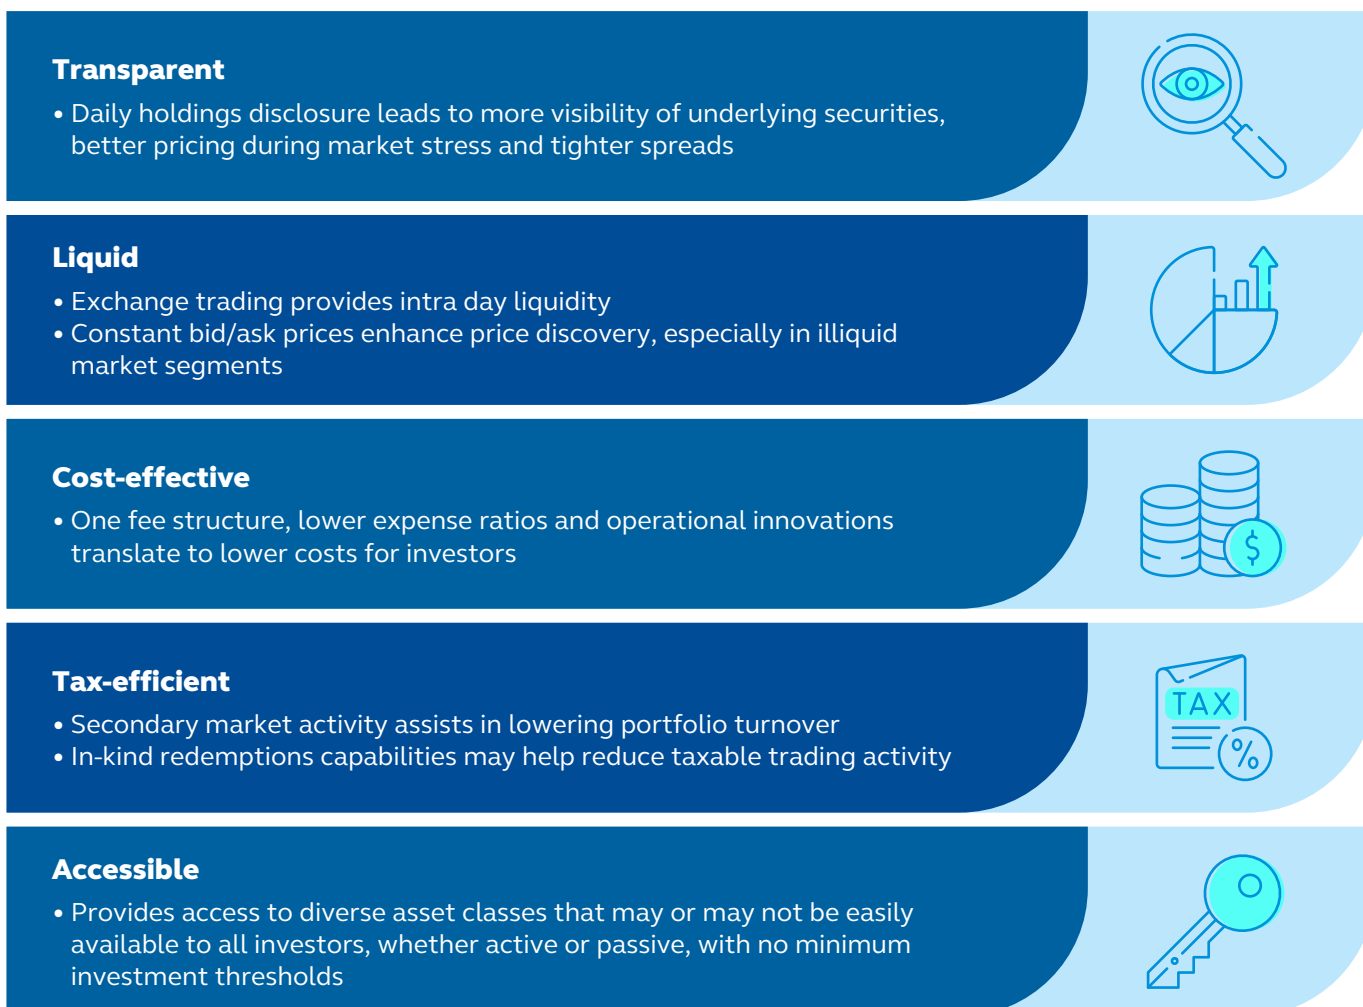 Transparent
• Daily holdings disclosure leads to more visibility of underlying securities,
better pricing during market stress and tighter spreads
Liquid
• Exchange trading provides intra day liquidity
• Constant bid/ask prices enhance price discovery, especially in illiquid
market segments
Cost-effective
• One fee structure, lower expense ratios and operational innovations
translate to lower costs for investors
$
Tax-efficient
• Secondary market activity assists in lowering portfolio turnover
• In-kind redemptions capabilities may help reduce taxable trading activity
TAX
%
Accessible
• Provides access to diverse asset classes that may or may not be easily
available to all investors, whether active or passive, with no minimum
investment thresholds